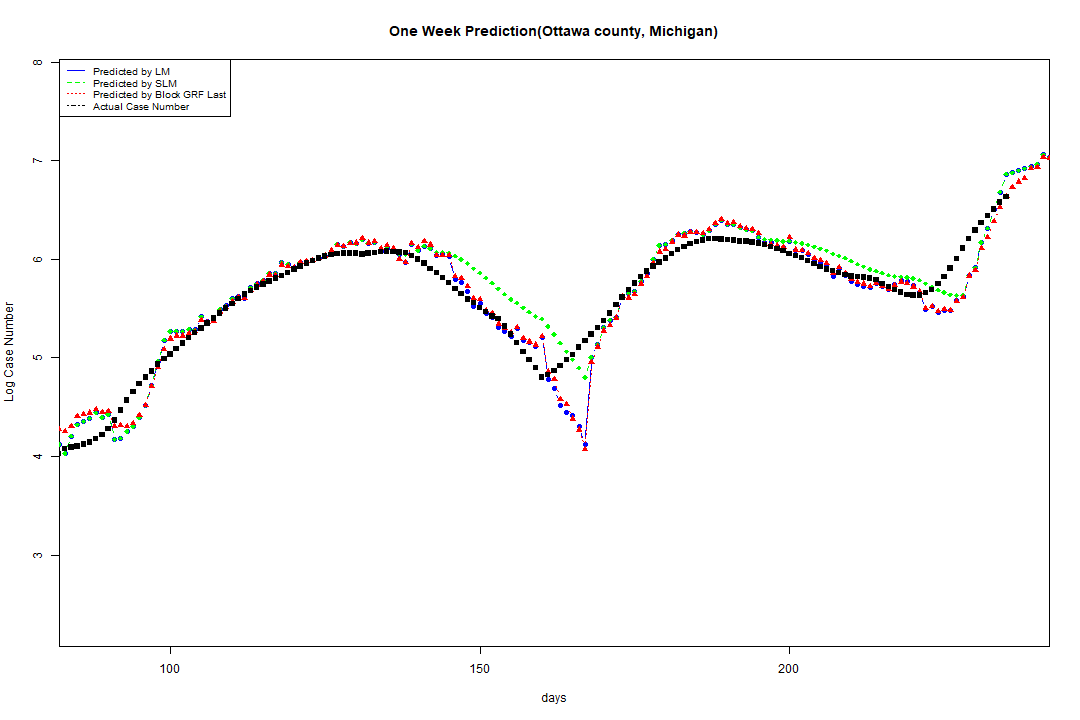 One Week Prediction(Ottawa county, Michigan)
Predicted by LM
Predicted by SLM
Predicted by Block GRF Last
Actual Case Number
8
7
6
5
4
3
Log Case Number
100
150
200
days